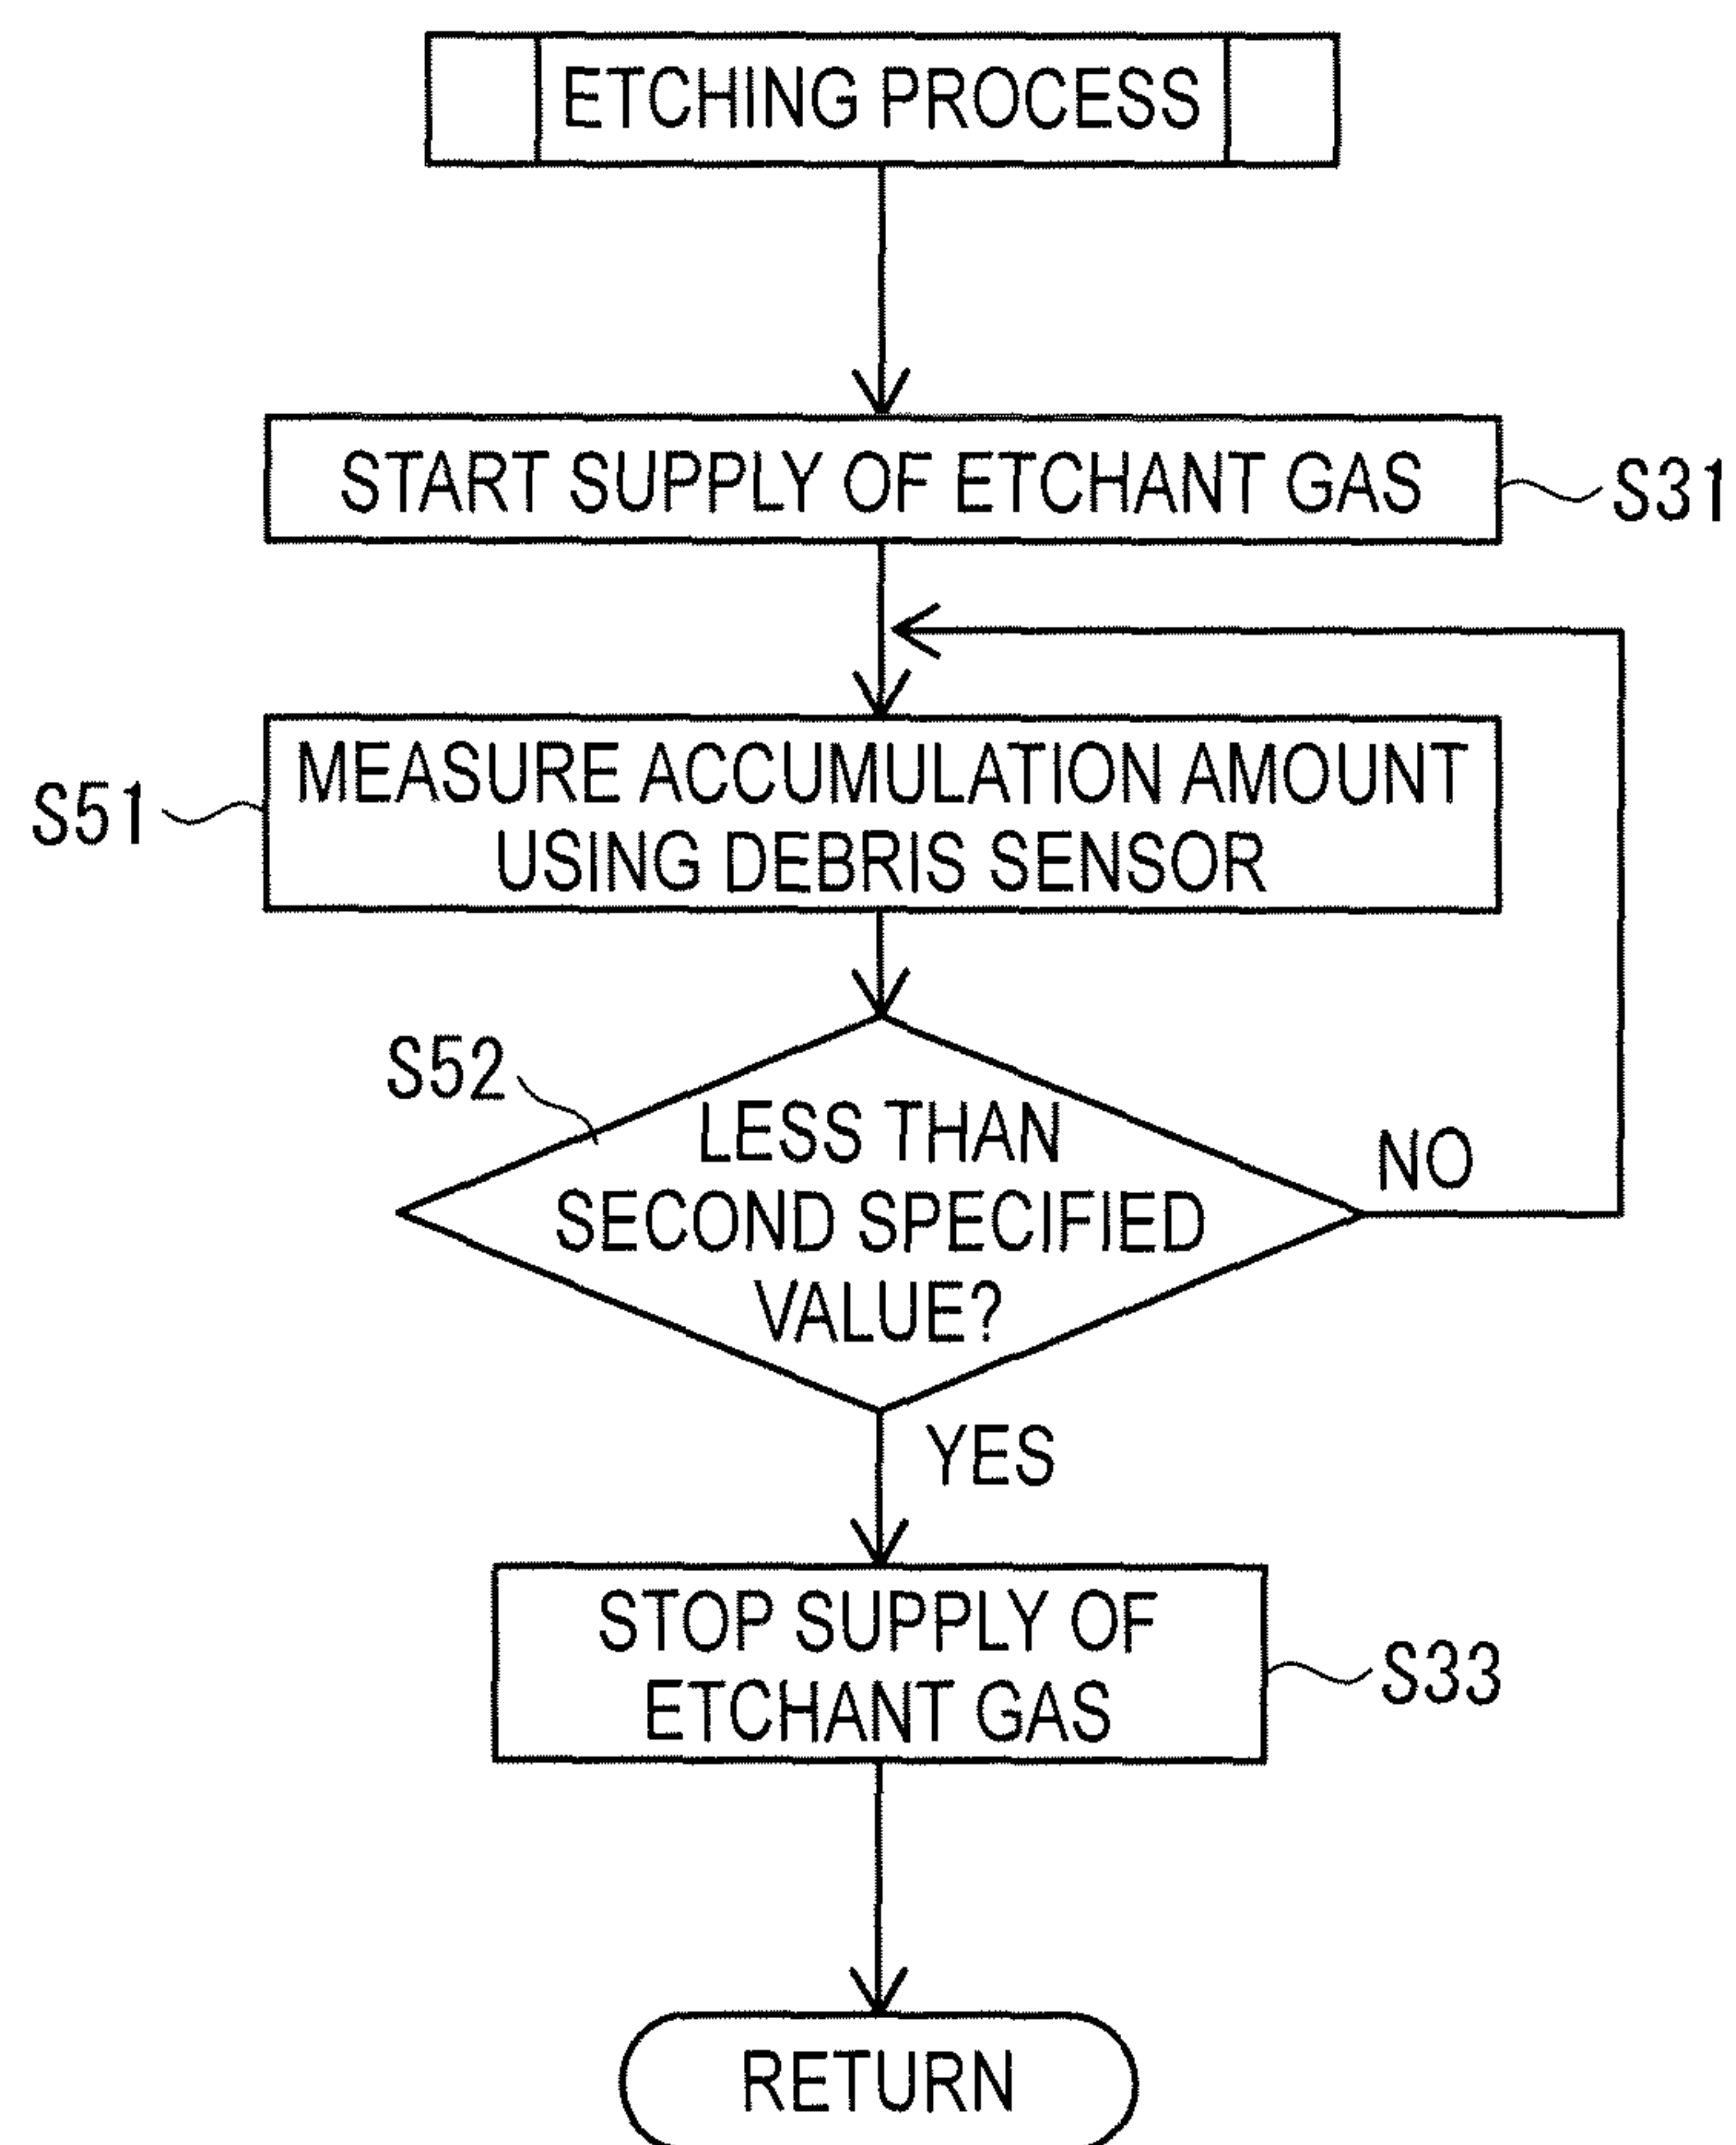 ETCHING PROCESS
START SUPPLY OF ETCHANT GAS
S31
MEASURE ACCUMULATION AMOUNT
USING DEBRIS SENSOR
S51
S52
LESS THAN
SECOND SPECIFIED
VALUE?
NO
YES
STOP SUPPLY OF
ETCHANT GAS
S33
RETURN